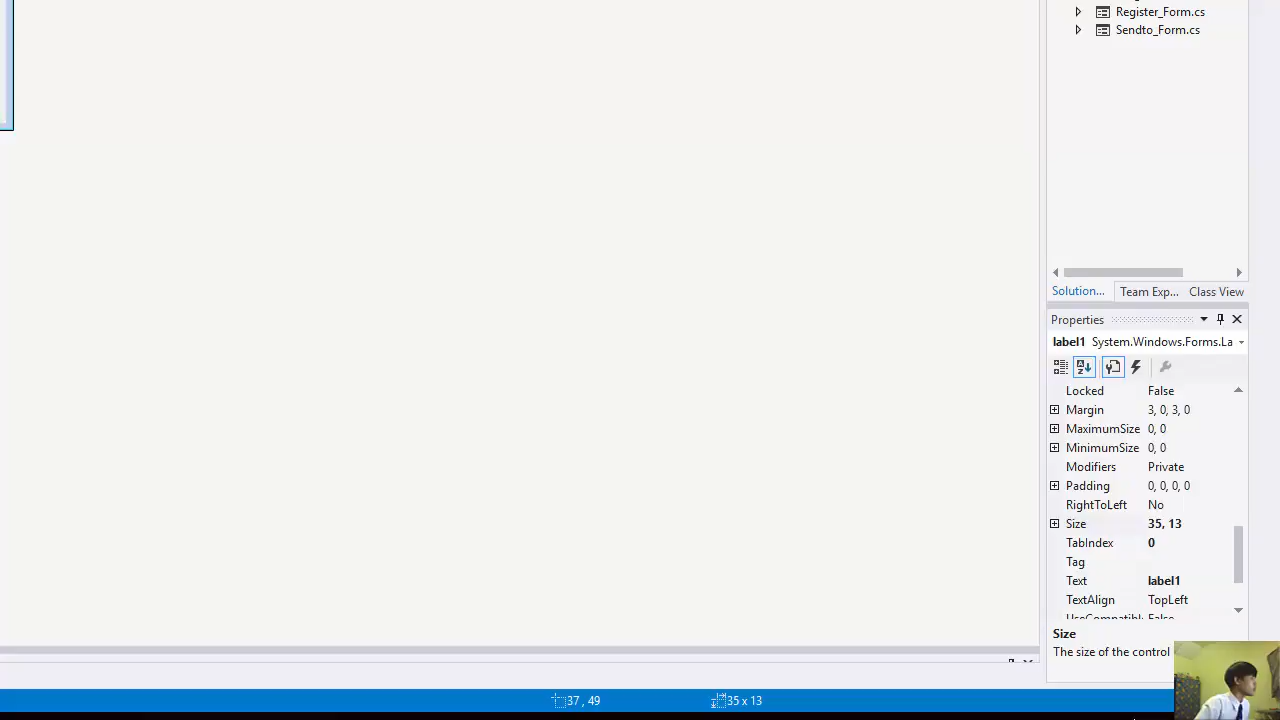 Register_Form.cs
Sendto_Form.cs
Solution... Team Exp... Class View
Properties
label1 System.Windows.Forms.La
Locked False
Margin 3, 0, 3, 0
MaximumSize 0, 0
MinimumSize 0, 0
Modifiers Private
Padding 0, 0, 0, 0
RightToLeft No
Size 35, 13
TabIndex 0
Tag
Text label1
TextAlign TopLeft
Size
The size of the control
37 , 49 35 x 13